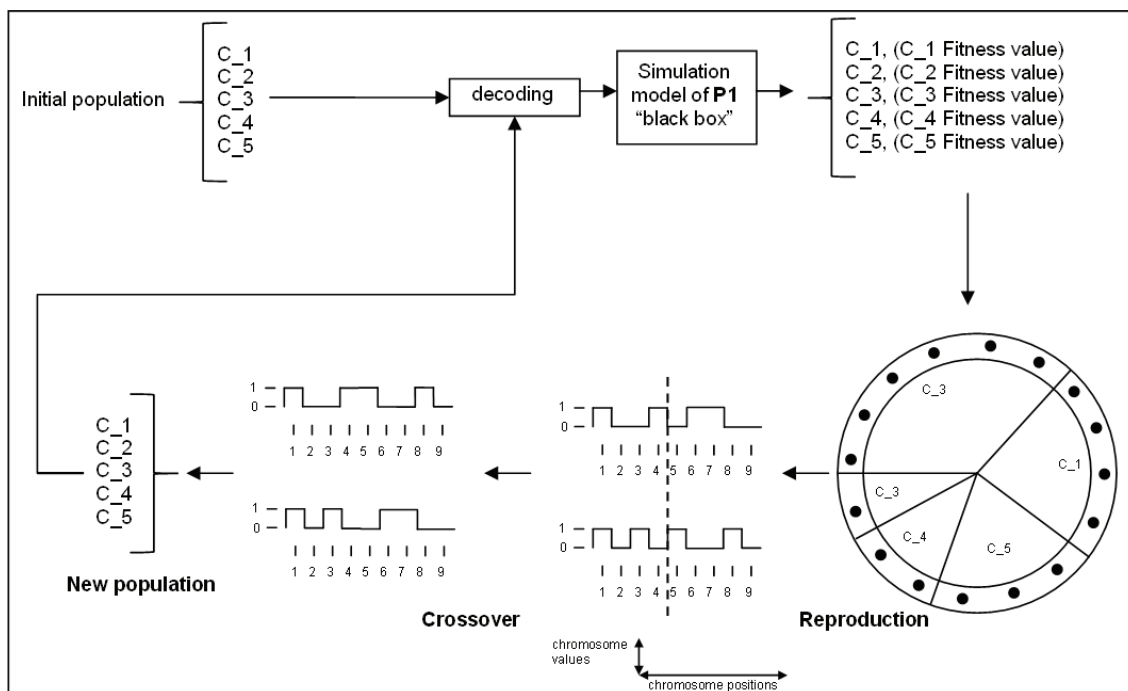 Initial population
C_1
C_2
C_3
C_4
C_5
decoding
Simulation
model of P1
“black box”
C_1, (C_1 Fitness value)
C_2, (C_2 Fitness value)
C_3, (C_3 Fitness value)
C_4, (C_4 Fitness value)
C_5, (C_5 Fitness value)
C_3
C_1
C_3
C_4
C_5
Reproduction
1
0
1 2 3 4 5 6 7 8 9
1
0
1 2 3 4 5 6 7 8 9
1
0
1 2 3 4 5 6 7 8 9
1
0
1 2 3 4 5 6 7 8 9
Crossover
chromosome
values
chromosome positions
C_1
C_2
C_3
C_4
C_5
New population